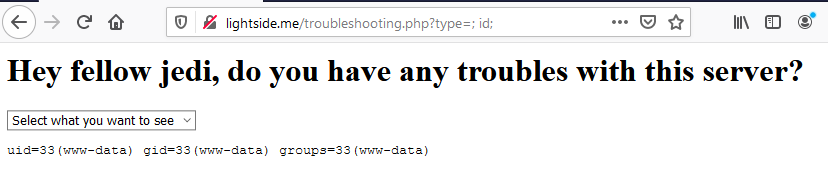 lightside.me/troubleshooting.php?type=; id;
Hey fellow jedi, do you have any troubles with this server?
Select what you want to see
uid=33(www-data) gid=33(www-data) groups=33(www-data)